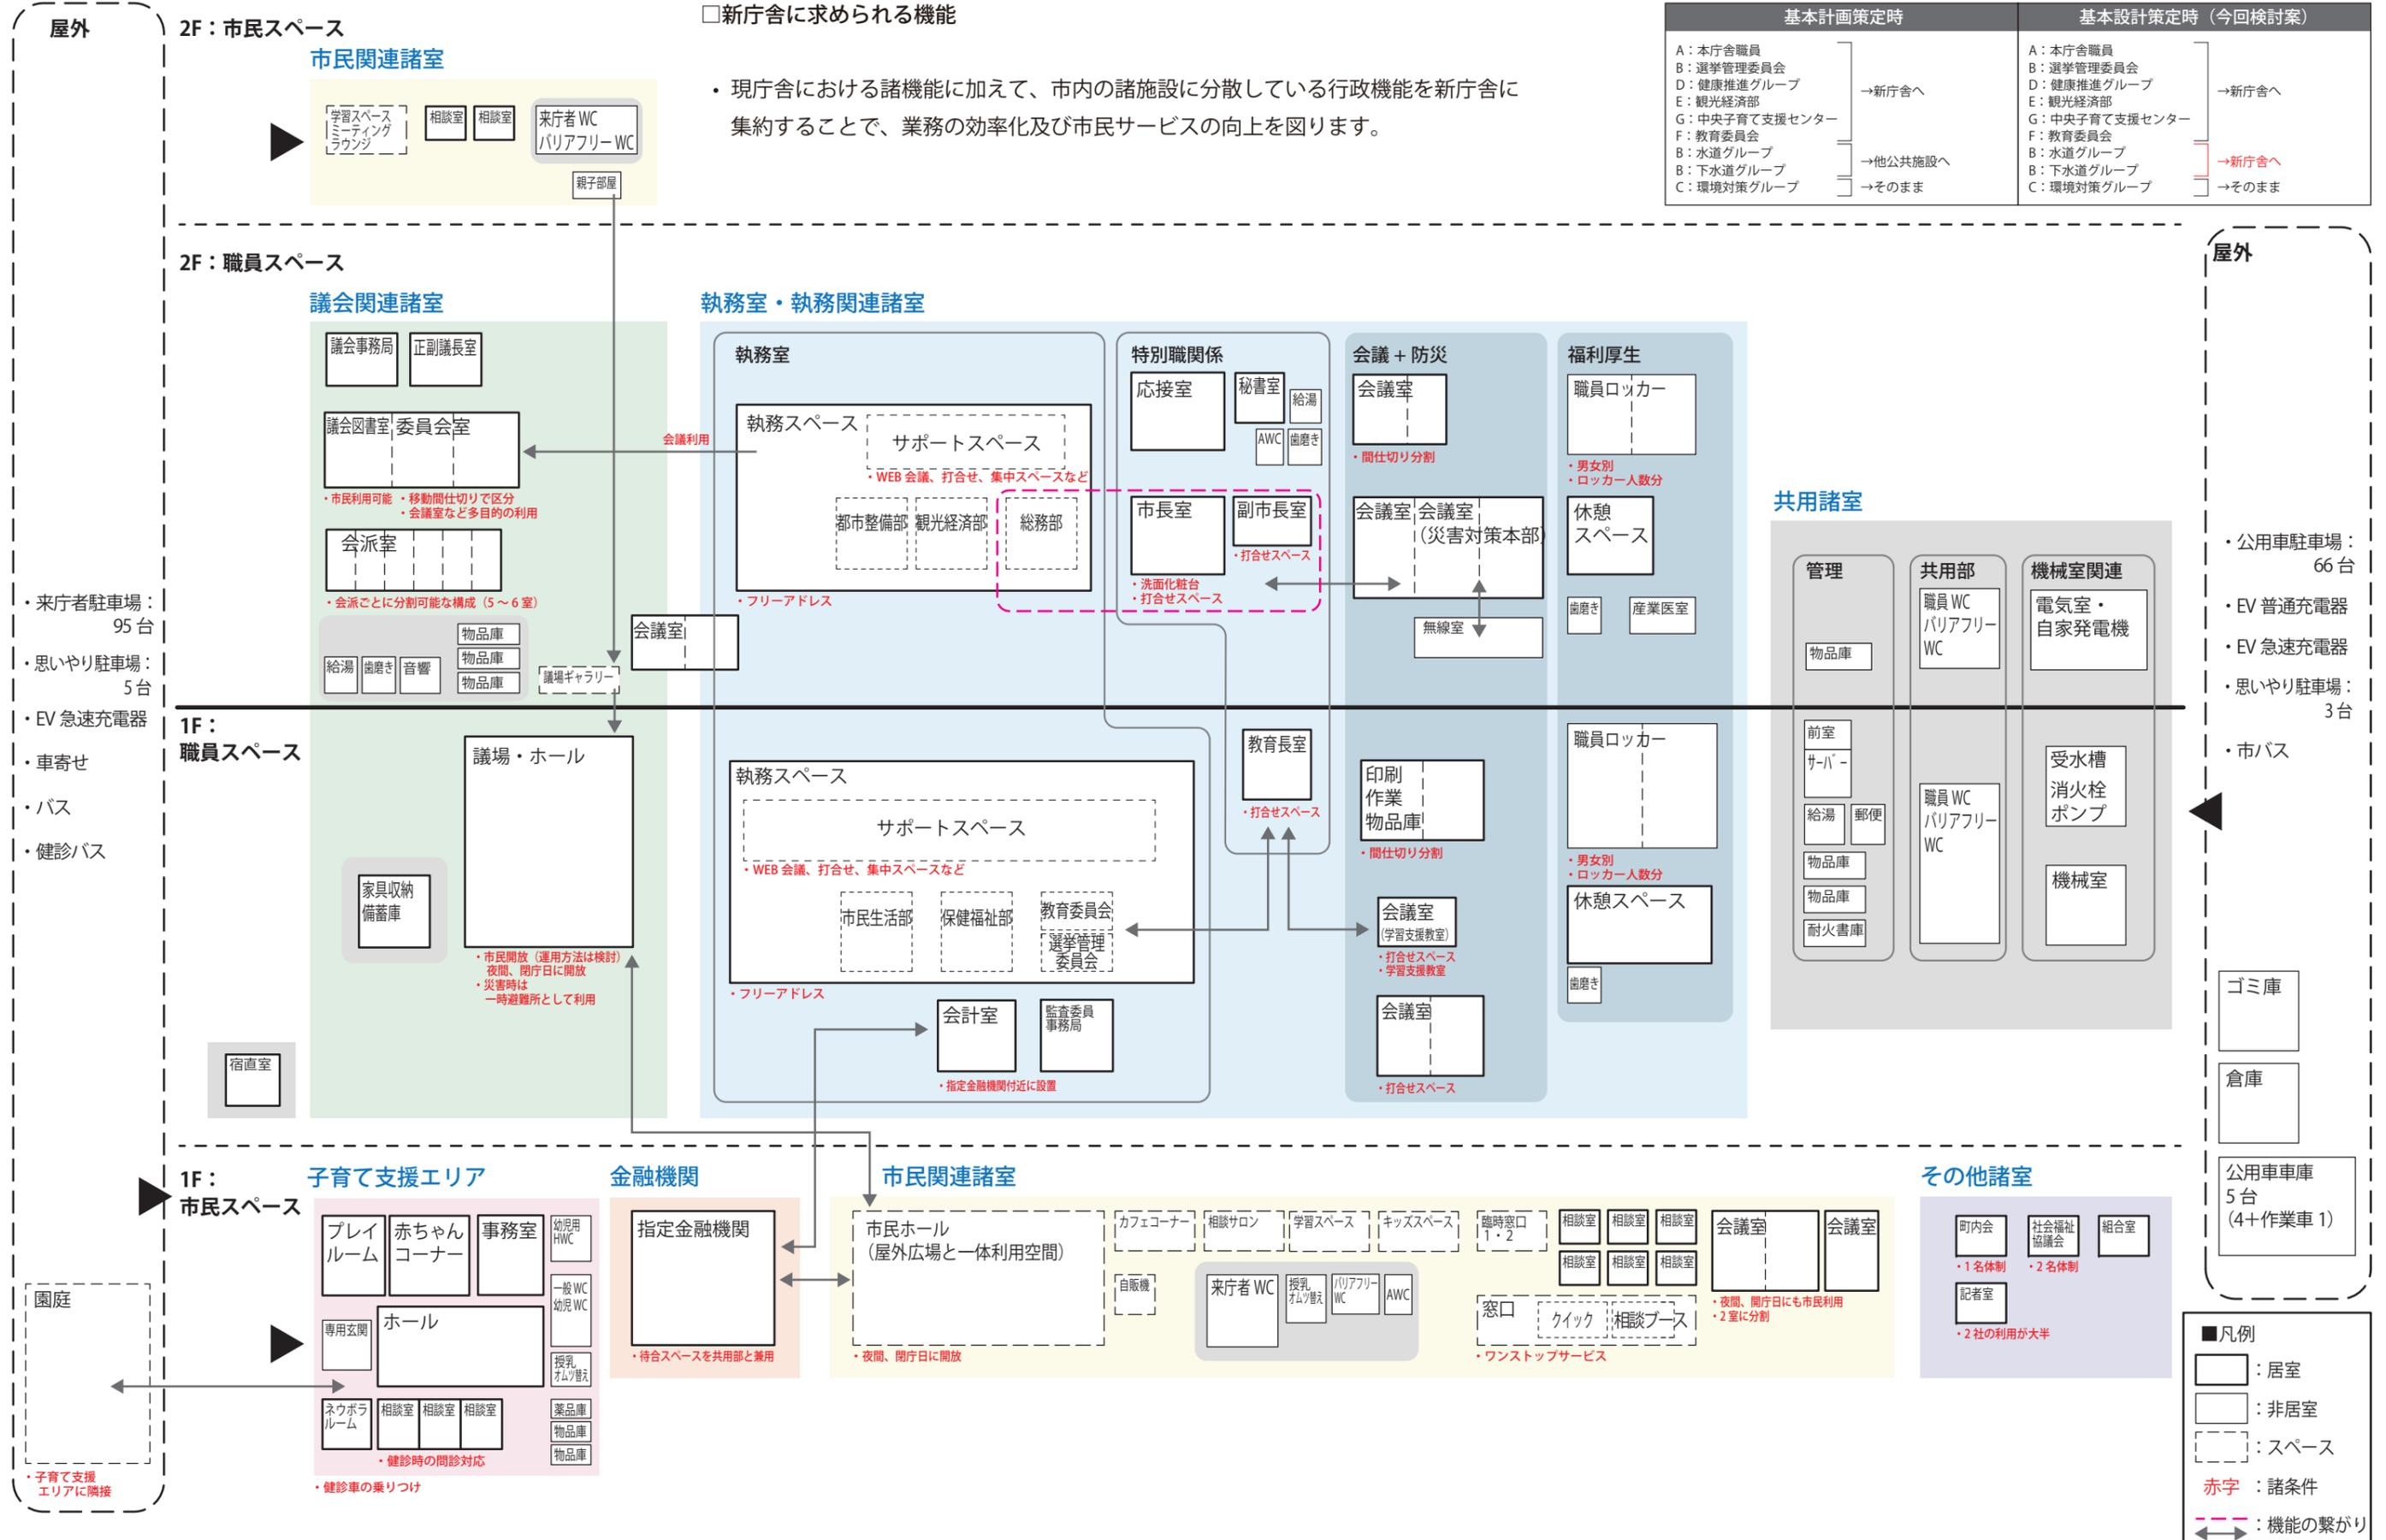 屋外
2F：市民スペース
市民関連諸室
学習スペース
ミーティング
ラウンジ
相談室
相談室
来庁者 WC
バリアフリー WC
親子部屋
□新庁舎に求められる機能
・ 現庁舎における諸機能に加えて、市内の諸施設に分散している行政機能を新庁舎に
集約することで、業務の効率化及び市民サービスの向上を図ります。
基本計画策定時
A：本庁舎職員
B：選挙管理委員会
D：健康推進グループ
E：観光経済部
G：中央子育て支援センター
F：教育委員会
→新庁舎へ
B：水道グループ
B：下水道グループ
→他公共施設へ
C：環境対策グループ
→そのまま
基本設計策定時（今回検討案）
A：本庁舎職員
B：選挙管理委員会
D：健康推進グループ
E：観光経済部
G：中央子育て支援センター
F：教育委員会
→新庁舎へ
B：水道グループ
B：下水道グループ
→新庁舎へ
C：環境対策グループ
→そのまま
・来庁者駐車場：
95 台
・思いやり駐車場：
5 台
・EV 急速充電器
・車寄せ
・バス
・健診バス
園庭
・子育て支援
エリアに隣接
2F：職員スペース
議会関連諸室
議会事務局
正副議長室
議会図書室
委員会室
・市民利用可能
・移動間仕切りで区分
・会議室など多目的の利用
会派室
・会派ごとに分割可能な構成（5 ～ 6 室）
給湯
歯磨き
音響
物品庫
物品庫
物品庫
議場ギャラリー
会議室
会議利用
執務室・執務関連諸室
執務室
執務スペース
サポートスペース
・WEB 会議、打合せ、集中スペースなど
都市整備部
観光経済部
総務部
・フリーアドレス
特別職関係
応接室
秘書室
給湯
AWC
歯磨き
市長室
副市長室
・打合せスペース
・洗面化粧台
・打合せスペース
会議 + 防災
会議室
・間仕切り分割
会議室
会議室
（災害対策本部）
無線室
福利厚生
職員ロッカー
・男女別
・ロッカー人数分
休憩
スペース
歯磨き
産業医室
共用諸室
管理
物品庫
前室
サーバー
給湯
郵便
物品庫
物品庫
耐火書庫
共用部
職員 WC
バリアフリー
WC
職員 WC
バリアフリー
WC
機械室関連
電気室・
自家発電機
受水槽
消火栓
ポンプ
機械室
屋外
・公用車駐車場：
66 台
・EV 普通充電器
・EV 急速充電器
・思いやり駐車場：
3 台
・市バス
ゴミ庫
倉庫
公用車車庫
5 台
（4＋作業車 1）
1F：
職員スペース
議場・ホール
・市民開放（運用方法は検討）
夜間、閉庁日に開放
・災害時は
一時避難所として利用
家具収納
備蓄庫
宿直室
執務スペース
サポートスペース
・WEB 会議、打合せ、集中スペースなど
市民生活部
保健福祉部
教育委員会
選挙管理
委員会
・フリーアドレス
会計室
監査委員
事務局
・指定金融機関付近に設置
教育長室
・打合せスペース
印刷
作業
物品庫
・間仕切り分割
会議室
（学習支援教室）
・打合せスペース
・学習支援教室
会議室
・打合せスペース
職員ロッカー
・男女別
・ロッカー人数分
休憩スペース
歯磨き
1F：
市民スペース
子育て支援エリア
プレイ
ルーム
赤ちゃん
コーナー
事務室
幼児用
HWC
一般 WC
幼児 WC
専用玄関
ホール
授乳
オムツ替え
ネウボラ
ルーム
相談室
相談室
相談室
薬品庫
物品庫
物品庫
・健診時の問診対応
・健診車の乗りつけ
金融機関
指定金融機関
・待合スペースを共用部と兼用
市民関連諸室
市民ホール
（屋外広場と一体利用空間）
・夜間、閉庁日に開放
カフェコーナー
相談サロン
学習スペース
キッズスペース
自販機
来庁者 WC
授乳
オムツ替え
バリアフリー
WC
AWC
臨時窓口
1・2
相談室
相談室
相談室
相談室
相談室
相談室
窓口
クイック
相談ブース
・ワンストップサービス
会議室
会議室
・夜間、開庁日にも市民利用
・2 室に分割
その他諸室
町内会
・1 名体制
社会福祉
協議会
・2 名体制
組合室
記者室
・2 社の利用が大半
■凡例
：居室
：非居室
：スペース
赤字 ：諸条件
：機能の繋がり